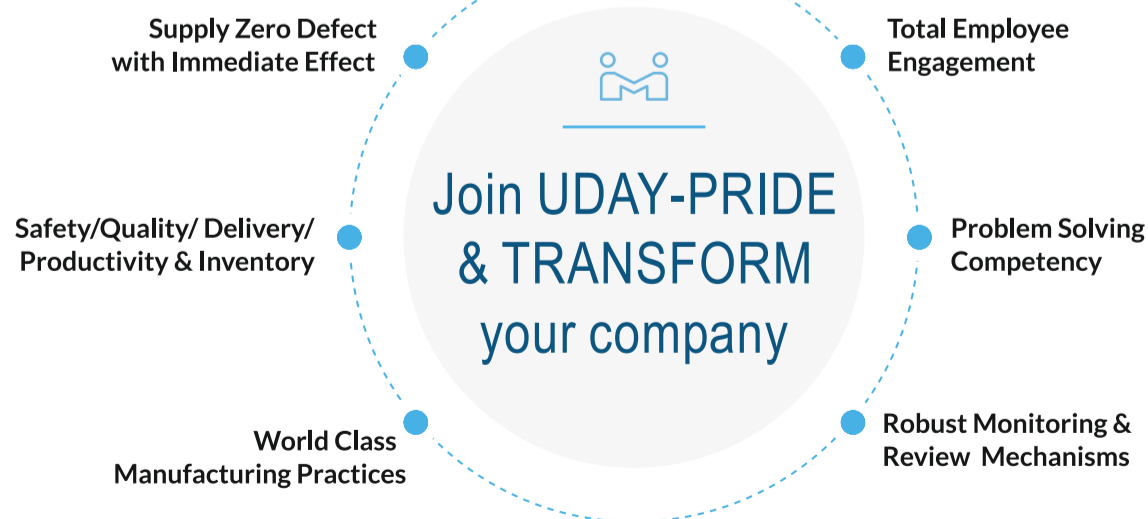 Supply Zero Defect
with Immediate Effect
Total Employee
Engagement
Join UDAY-PRIDE
& TRANSFORM
your company
Safety/Quality/ Delivery/
Productivity & Inventory
Problem Solving
Competency
World Class
Manufacturing Practices
Robust Monitoring &
Review Mechanisms